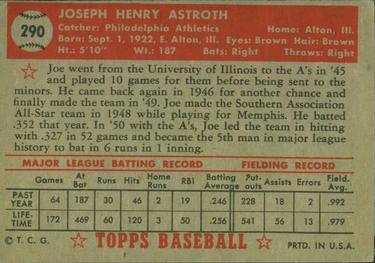 290
JOSEPH HENRY ASTROTH
Catcher: Philadelphia Athletics Home: Alton, Ill.
Born: Sept. 1, 1922, E. Alton, Ill. Eyes: Brown Hair: Brown
Ht.: 5'10" Wt.: 187 Bats: Right Throws: Right
Joe went from the University of Illinois to the A's in '45
and played 10 games for them before being sent to the
minors. He came back again in 1946 for another chance and
finally made the team in '49. Joe made the Southern Association
All-Star team in 1948 while playing for Memphis. He batted
.352 that year. In '50 with the A's, Joe led the team in hitting
with .327 in 52 games and became the 5th man in major league
history to bat in 6 runs in 1 inning.
MAJOR LEAGUE BATTING RECORD FIELDING RECORD
Games At Bat Runs Hits Home Runs RBI Batting Average Put-outs Assists Errors Field. Avg.
PAST YEAR 64 187 30 46 2 19 .246 228 18 2 .992
LIFE-TIME 172 469 60 120 3 50 .256 541 56 13 .979
© T. C. G. TOPPS BASEBALL PRTD. IN U.S.A.